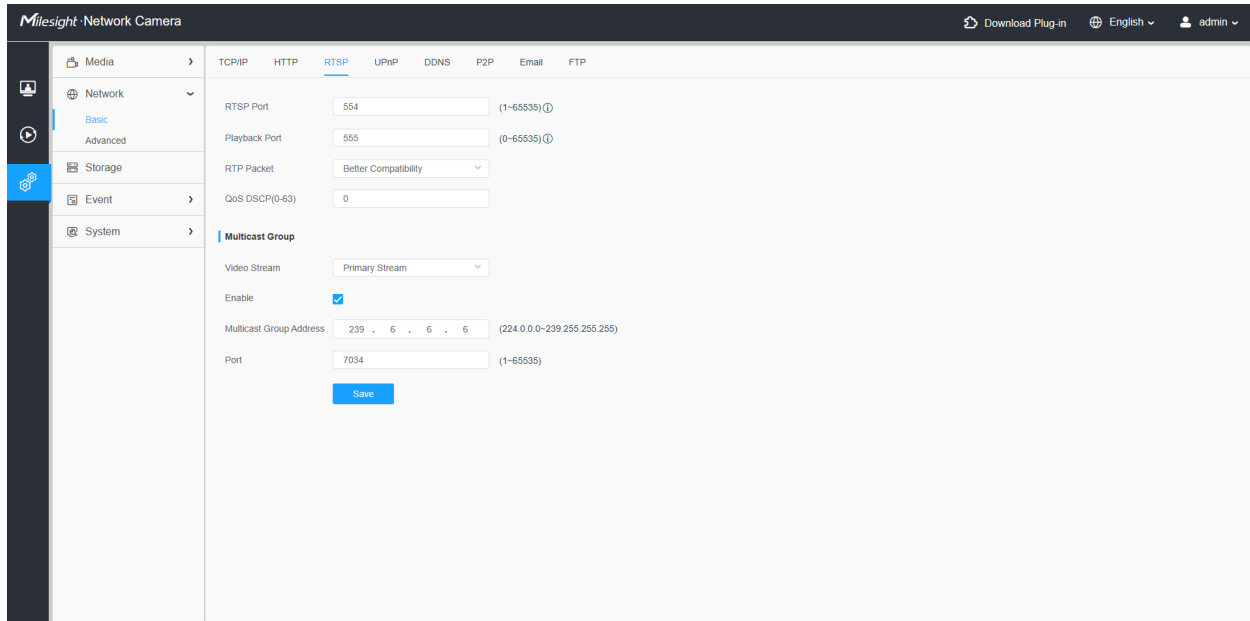 Milesight · Network Camera
Download Plug-in
English
admin
Media
Network
Basic
Advanced
Storage
Event
System
TCP/IP HTTP RTSP UPnP DDNS P2P Email FTP
RTSP Port 554 (1~65535)
Playback Port 555 (0~65535)
RTP Packet Better Compatibility
QoS DSCP(0-63) 0
Multicast Group
Video Stream Primary Stream
Enable
Multicast Group Address 239 . 6 . 6 . 6 (224.0.0.0~239.255.255.255)
Port 7034 (1~65535)
Save